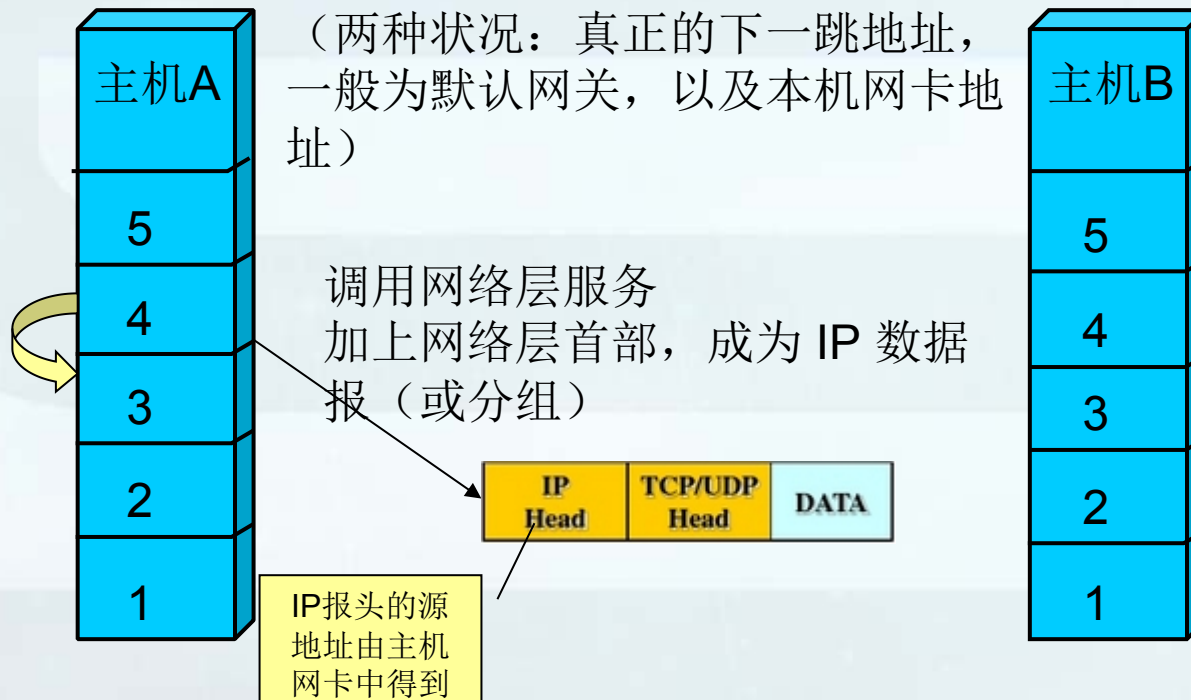 主机A
5
4
3
2
1
（两种状况：真正的下一跳地址，
一般为默认网关，以及本机网卡地
址）
调用网络层服务
加上网络层首部，成为 IP 数据
报（或分组）
IP
Head
TCP/UDP
Head
DATA
IP报头的源
地址由主机
网卡中得到
主机B
5
4
3
2
1